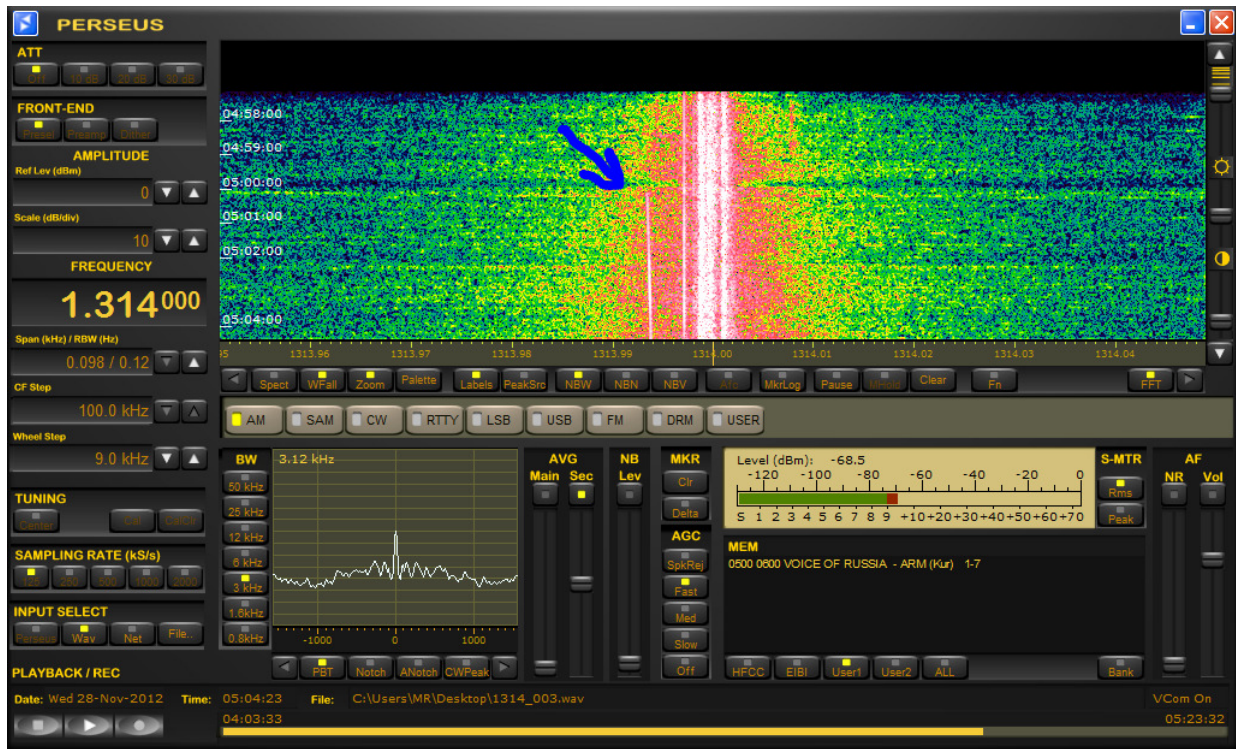 PERSEUS
ATT
Off 10 dB 20 dB 30 dB
FRONT-END
Presel Preamp Dither
AMPLITUDE
Ref Lev (dBm)
0
Scale (dB/div)
10
FREQUENCY
1.314000
Span (kHz) / RBW (Hz)
0.098 / 0.12
CF Step
100.0 kHz
Wheel Step
9.0 kHz
TUNING
Center Cal CalClr
SAMPLING RATE (kS/s)
250 500 1000 2000
INPUT SELECT
Perseus Wav Net File..
04:58:00
04:59:00
05:00:00
05:01:00
05:02:00
05:04:00
95 1313.96 1313.97 1313.98 1313.99 1314.00 1314.01 1314.02 1314.03 1314.04
Spect WFall Zoom Palette Labels PeakSrc NBW NBN NBV Afc MkrLog Pause MHold Clear Fn FFT
AM SAM CW RTTY LSB USB FM DRM USER
BW
50 kHz
25 kHz
12 kHz
6 kHz
3 kHz
1.6kHz
0.8kHz
3.12 kHz
-1000 0 1000
PBT Notch ANotch CWPeak
AVG
Main Sec
NB
Lev
MKR
Clr
Delta
AGC
SpkRej
Fast
Med
Slow
Off
Level (dBm): -68.5
-120 -100 -80 -60 -40 -20 0
S 1 2 3 4 5 6 7 8 9 +10+20+30+40+50+60+70
S-MTR
Rms
Peak
MEM
0500 0600 VOICE OF RUSSIA - ARM (Kur) 1-7
HFCC EIBI User1 User2 ALL Bank
AF
NR Vol
PLAYBACK / REC
Date: Wed 28-Nov-2012 Time: 05:04:23 File: C:\Users\MR\Desktop\1314_003.wav VCom On
04:03:33 05:23:32